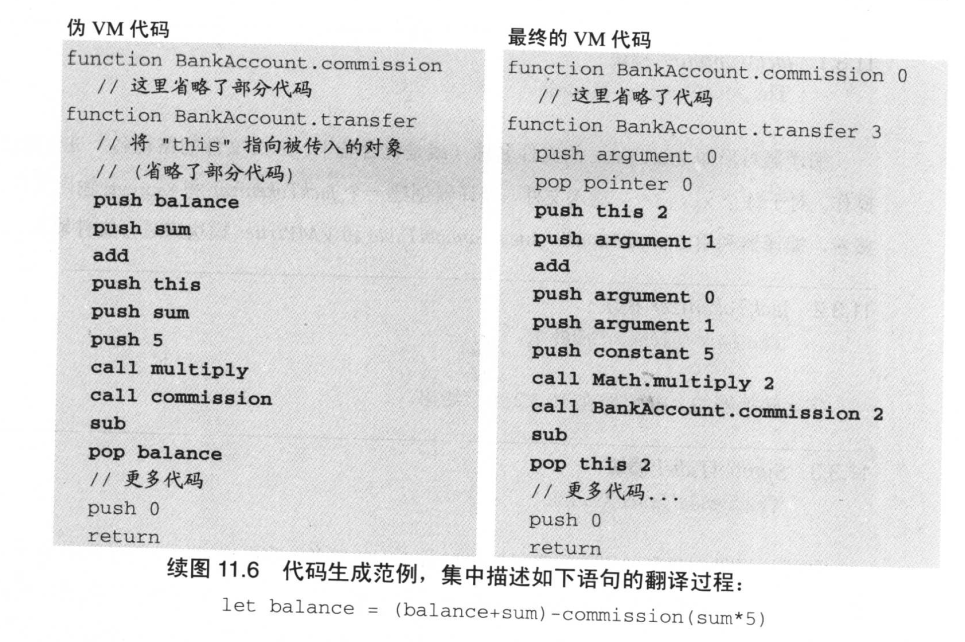 伪 VM 代码
function BankAccount.commission
// 这里省略了部分代码
function BankAccount.transfer
// 将 "this" 指向被传入的对象
// (省略了部分代码)
push balance
push sum
add
push this
push sum
push 5
call multiply
call commission
sub
pop balance
// 更多代码
push 0
return
最终的 VM 代码
function BankAccount.commission 0
// 这里省略了代码
function BankAccount.transfer 3
push argument 0
pop pointer 0
push this 2
push argument 1
add
push argument 0
push argument 1
push constant 5
call Math.multiply 2
call BankAccount.commission 2
sub
pop this 2
// 更多代码...
push 0
return
续图 11.6 代码生成范例，集中描述如下语句的翻译过程：
let balance = (balance+sum)-commission(sum*5)